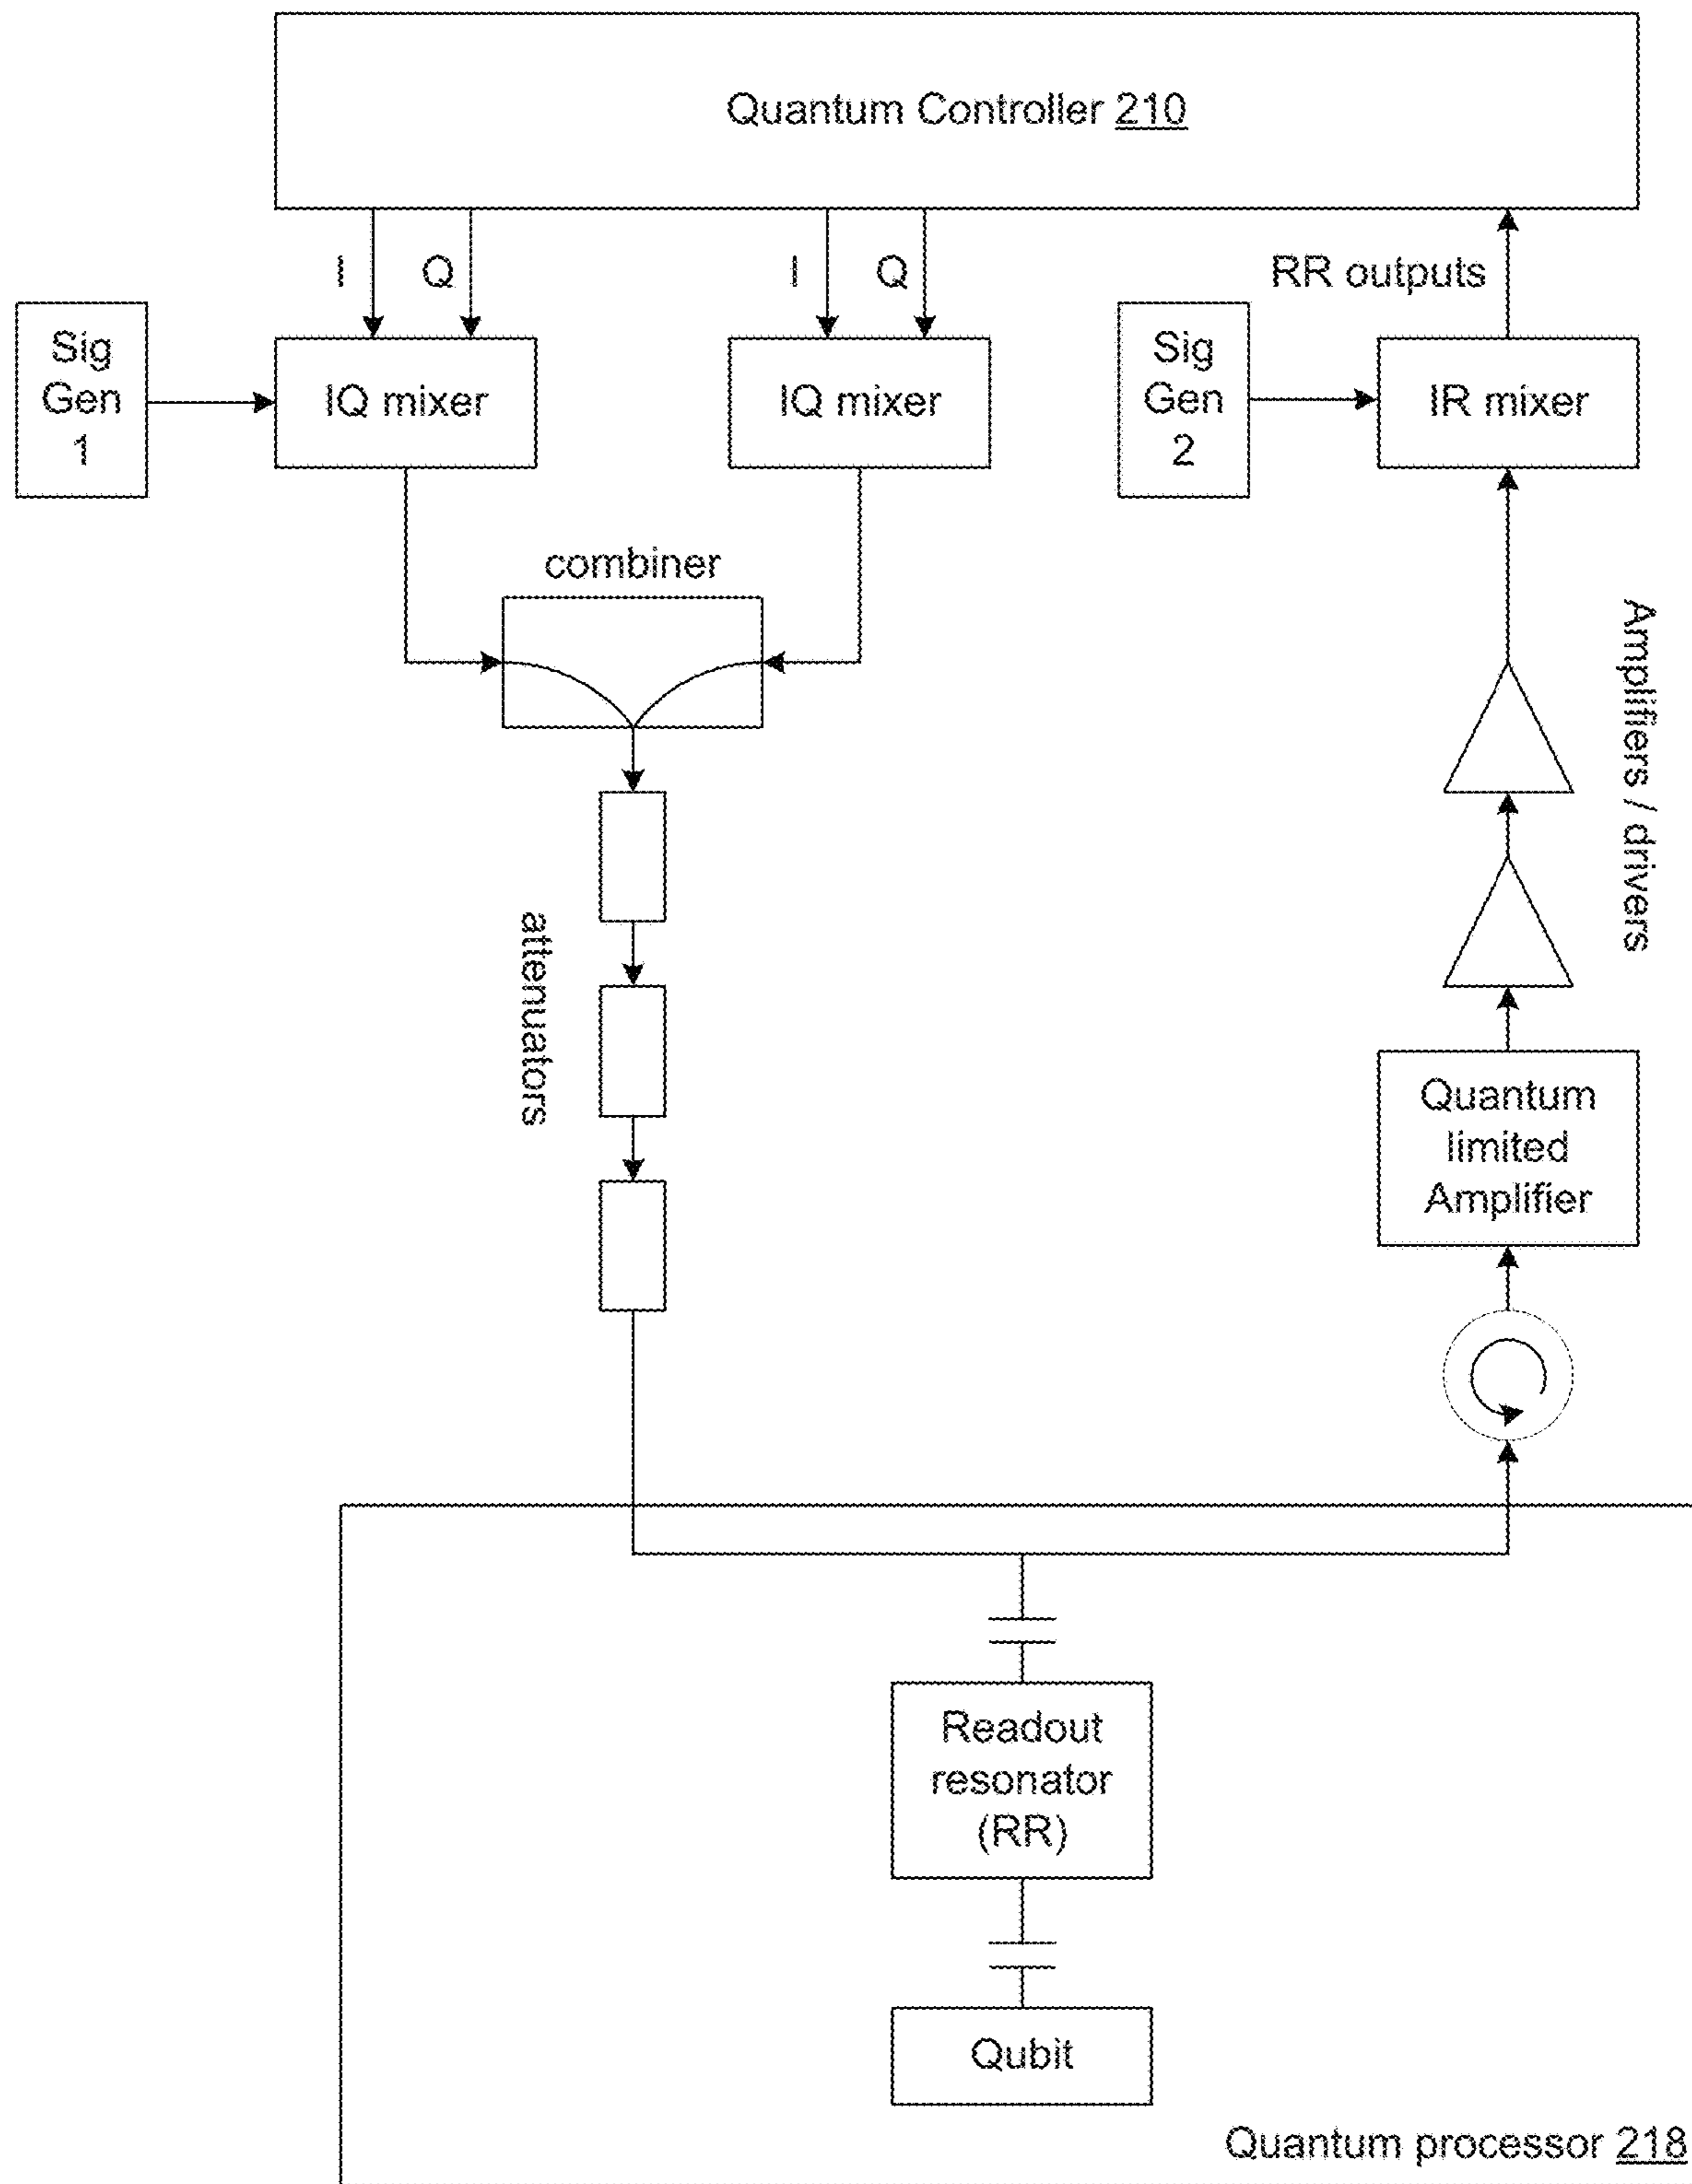 Quantum Controller 210
I
Q
I
Q
RR outputs
Sig
Gen
1
IQ mixer
IQ mixer
Sig
Gen
2
IR mixer
combiner
Amplifiers / drivers
attenuators
Quantum
limited
Amplifier
Readout
resonator
(RR)
Qubit
Quantum processor 218